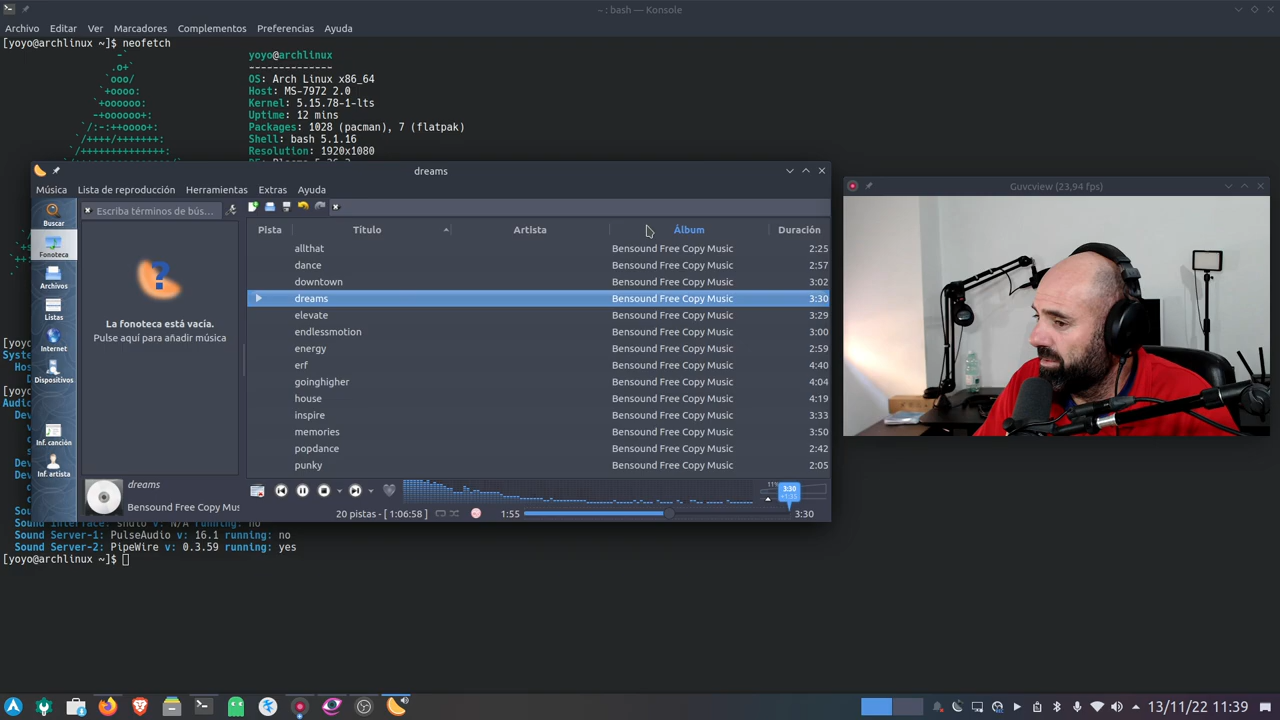 ~ : bash — Konsole
Archivo Editar Ver Marcadores Complementos Preferencias Ayuda
[yoyo@archlinux ~]$ neofetch
yoyo@archlinux
--------------
OS: Arch Linux x86_64
Host: MS-7972 2.0
Kernel: 5.15.78-1-lts
Uptime: 12 mins
Packages: 1028 (pacman), 7 (flatpak)
Shell: bash 5.1.16
Resolution: 1920x1080
dreams
Música Lista de reproducción Herramientas Extras Ayuda
Guvcview (23,94 fps)
Escriba términos de bús...
Buscar
Fonoteca
Archivos
Listas
Internet
Dispositivos
Inf. canción
Inf. artista
La fonoteca está vacía.
Pulse aquí para añadir música
Pista Título Artista Álbum Duración
allthat Bensound Free Copy Music 2:25
dance Bensound Free Copy Music 2:57
downtown Bensound Free Copy Music 3:02
dreams Bensound Free Copy Music 3:30
elevate Bensound Free Copy Music 3:29
endlessmotion Bensound Free Copy Music 3:00
energy Bensound Free Copy Music 2:59
erf Bensound Free Copy Music 4:40
goinghigher Bensound Free Copy Music 4:04
house Bensound Free Copy Music 4:19
inspire Bensound Free Copy Music 3:33
memories Bensound Free Copy Music 3:50
popdance Bensound Free Copy Music 2:42
punky Bensound Free Copy Music 2:05
dreams
Bensound Free Copy Mus
3:30
+1:35
20 pistas - [ 1:06:58 ] 1:55 3:30
Sound Server-1: PulseAudio v: 16.1 running: no
Sound Server-2: PipeWire v: 0.3.59 running: yes
[yoyo@archlinux ~]$
13/11/22 11:39